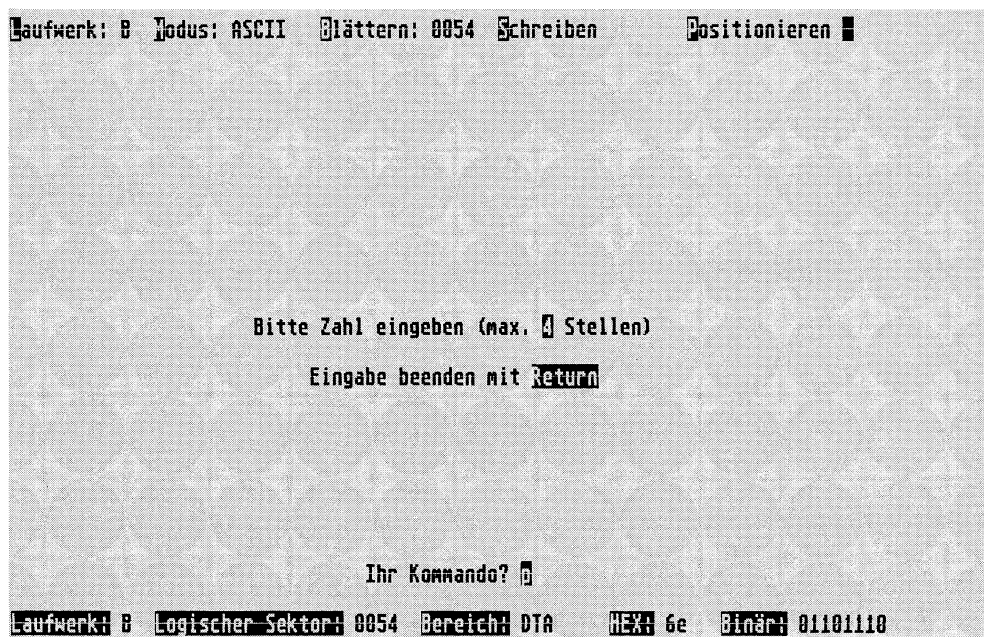 Laufwerk: B Modus: ASCII Blättern: 0054 Schreiben Positionieren
Bitte Zahl eingeben (max. 4 Stellen)
Eingabe beenden mit Return
Ihr Kommando? p
Laufwerk: B Logischer Sektor: 0054 Bereich: DTA HEX: 6e Binär: 01101110